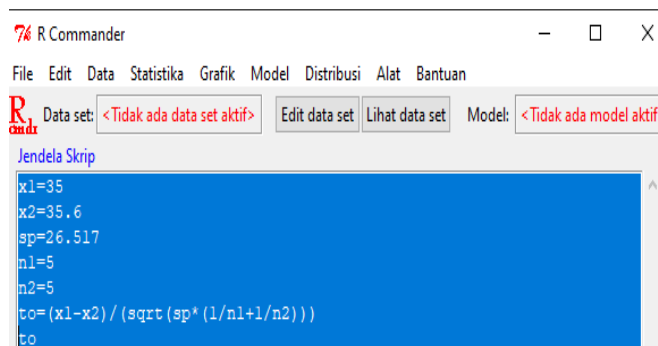 R Commander
File Edit Data Statistika Grafik Model Distribusi Alat Bantuan
R cmdr Data set: <Tidak ada data set aktif> Edit data set Lihat data set Model: <Tidak ada model aktif
Jendela Skrip
x1=35
x2=35.6
sp=26.517
n1=5
n2=5
to=(x1-x2)/(sqrt(sp*(1/n1+1/n2)))
to